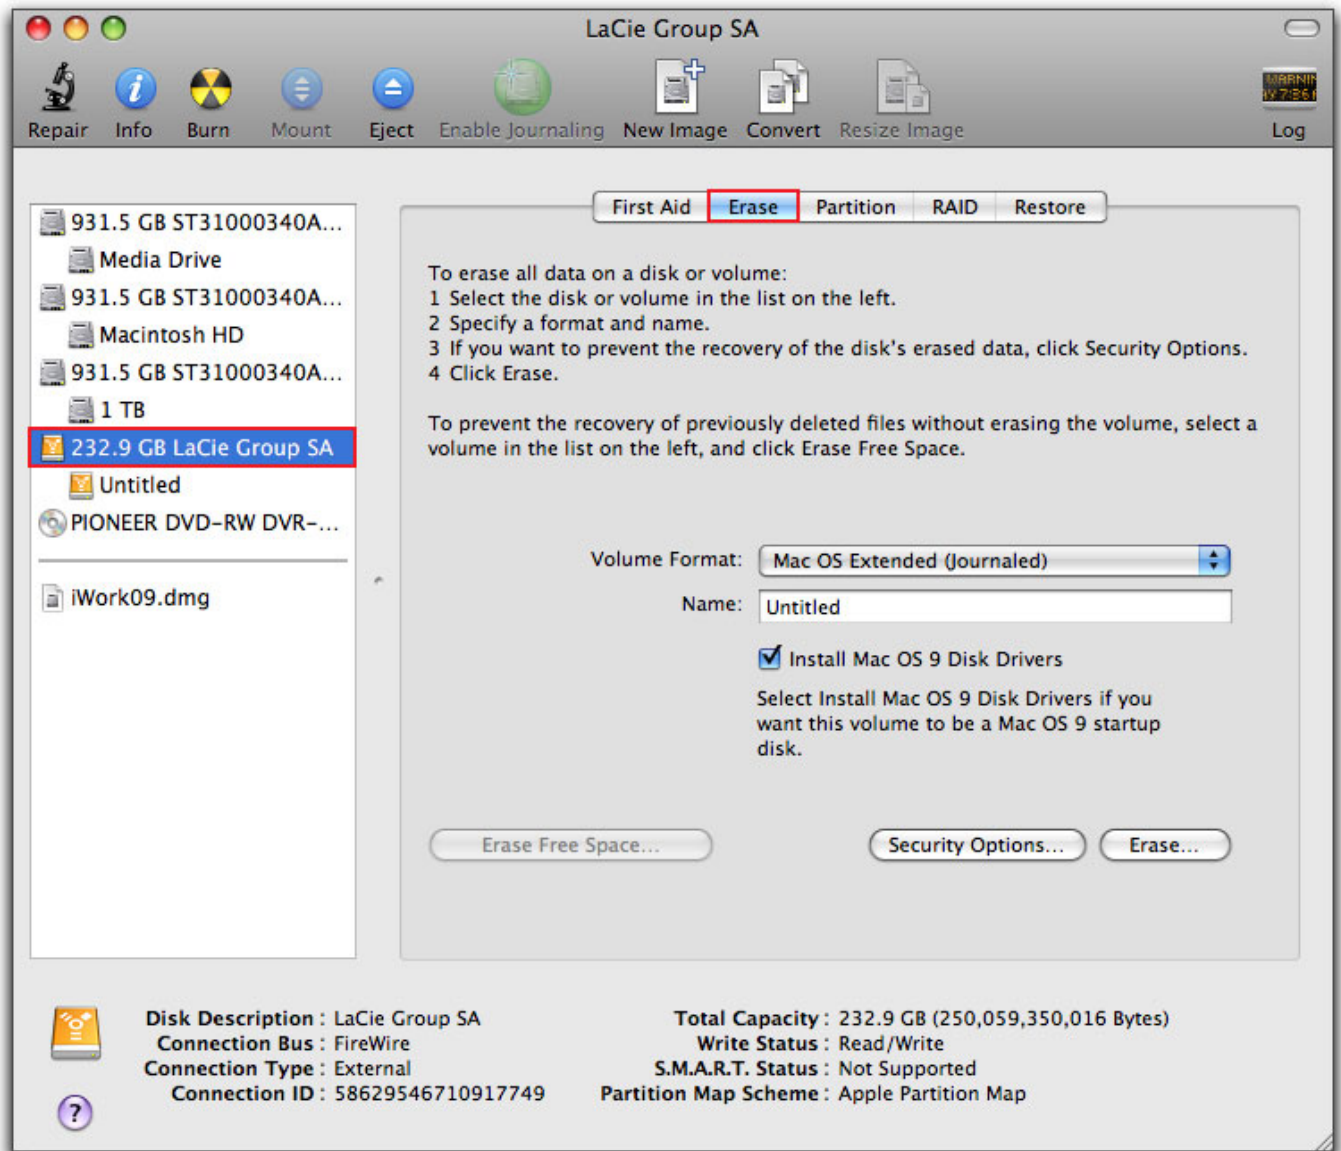 LaCie Group SA
Repair
Info
Burn
Mount
Eject
Enable Journaling
New Image
Convert
Resize Image
WARNIN
Log
931.5 GB ST31000340A...
Media Drive
931.5 GB ST31000340A...
Macintosh HD
931.5 GB ST31000340A...
1 TB
232.9 GB LaCie Group SA
Untitled
PIONEER DVD-RW DVR-...
iWork09.dmg
First Aid
Erase
Partition
RAID
Restore
To erase all data on a disk or volume:
1 Select the disk or volume in the list on the left.
2 Specify a format and name.
3 If you want to prevent the recovery of the disk's erased data, click Security Options.
4 Click Erase.
To prevent the recovery of previously deleted files without erasing the volume, select a
volume in the list on the left, and click Erase Free Space.
Volume Format: Mac OS Extended (Journaled)
Name: Untitled
Install Mac OS 9 Disk Drivers
Select Install Mac OS 9 Disk Drivers if you
want this volume to be a Mac OS 9 startup
disk.
Erase Free Space...
Security Options...
Erase...
Disk Description : LaCie Group SA
Connection Bus : FireWire
Connection Type : External
Connection ID : 58629546710917749
Total Capacity : 232.9 GB (250,059,350,016 Bytes)
Write Status : Read/Write
S.M.A.R.T. Status : Not Supported
Partition Map Scheme : Apple Partition Map
?